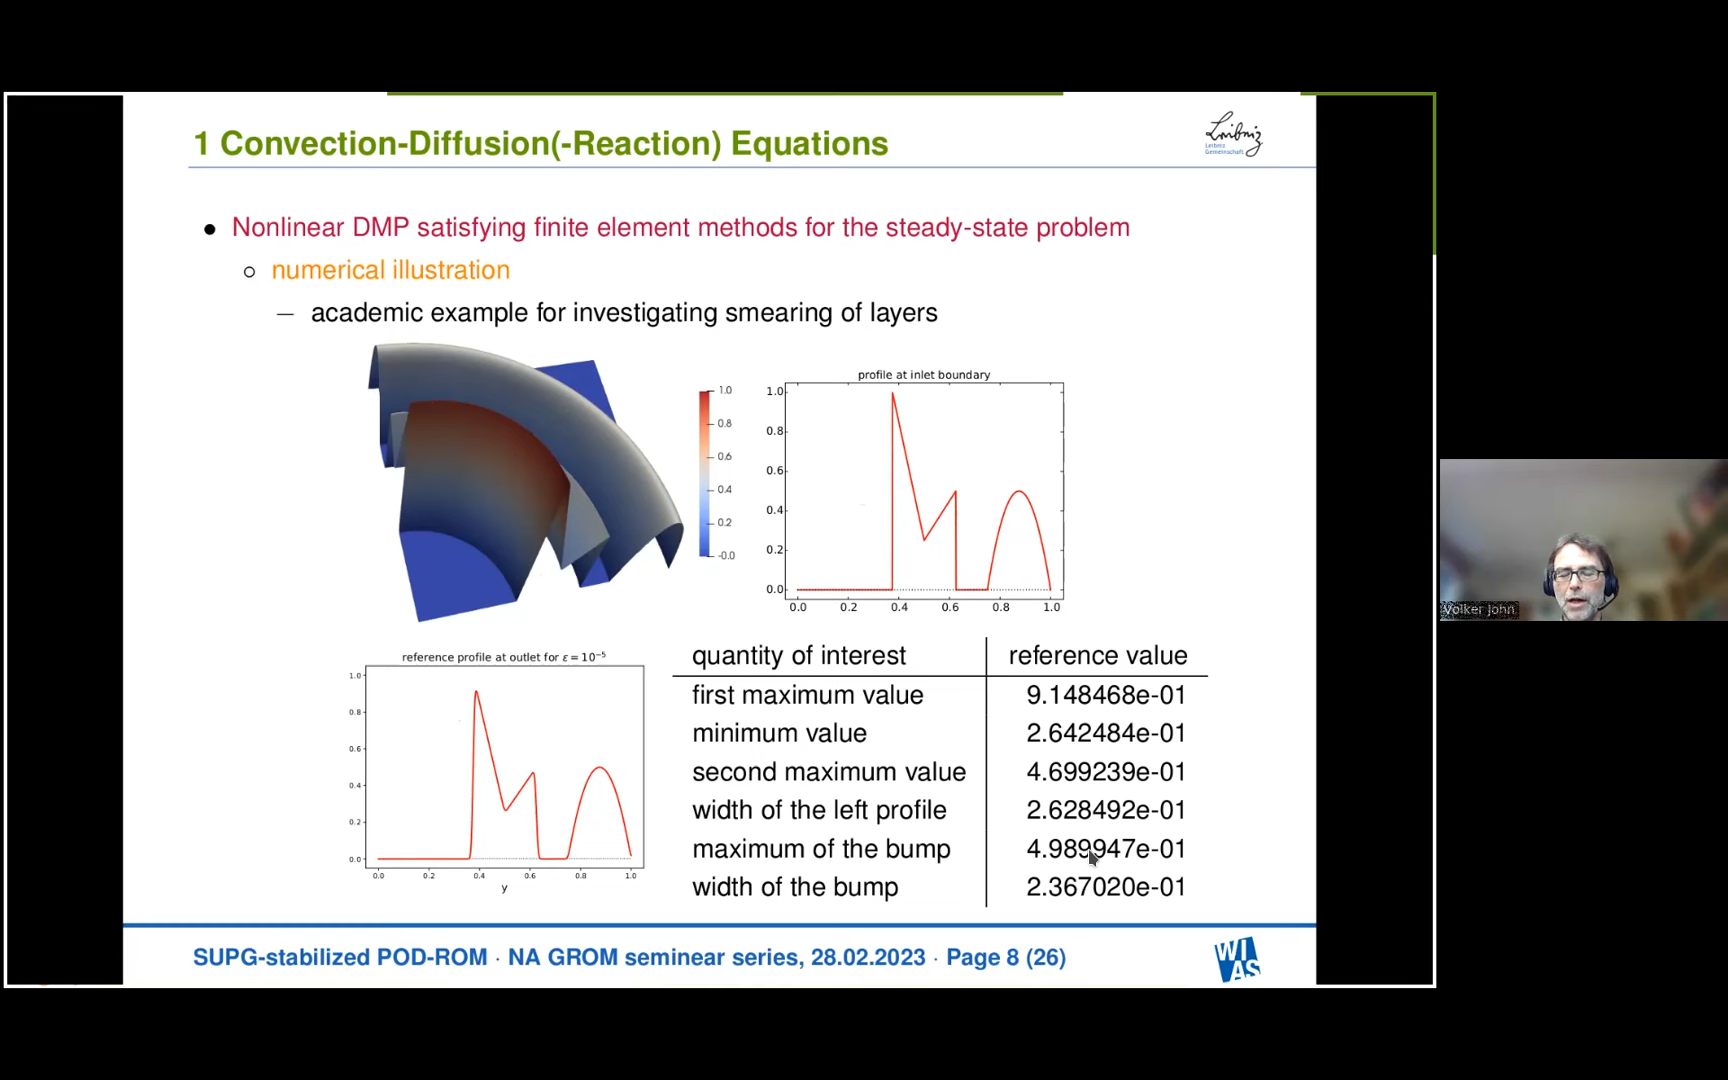 1 Convection-Diffusion(-Reaction) Equations
Leibniz
Leibniz
Gemeinschaft
● Nonlinear DMP satisfying finite element methods for the steady-state problem
○ numerical illustration
— academic example for investigating smearing of layers
1.0
0.8
0.6
0.4
0.2
-0.0
profile at inlet boundary
1.0
0.8
0.6
0.4
0.2
0.0
0.0 0.2 0.4 0.6 0.8 1.0
reference profile at outlet for ε = 10⁻⁵
1.0
0.8
0.6
0.4
0.2
0.0
0.0 0.2 0.4 0.6 0.8 1.0
y
quantity of interest reference value
first maximum value 9.148468e-01
minimum value 2.642484e-01
second maximum value 4.699239e-01
width of the left profile 2.628492e-01
maximum of the bump 4.989947e-01
width of the bump 2.367020e-01
Volker John
SUPG-stabilized POD-ROM · NA GROM seminear series, 28.02.2023 · Page 8 (26)
WI
AS